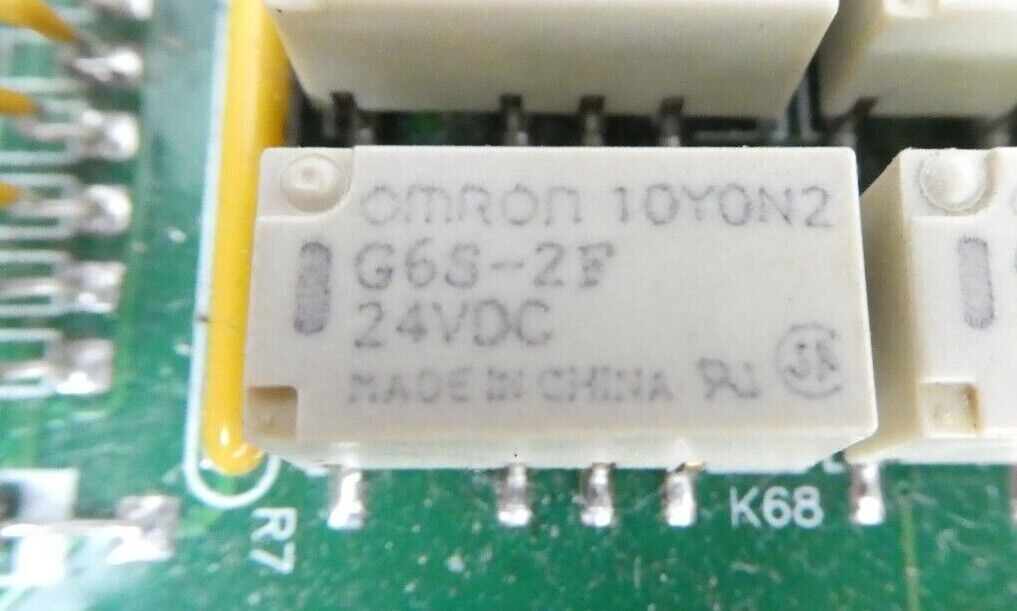 omRon 10Y0N2
G6S-2F
24VDC
MADE IN CHINA
K68
R7